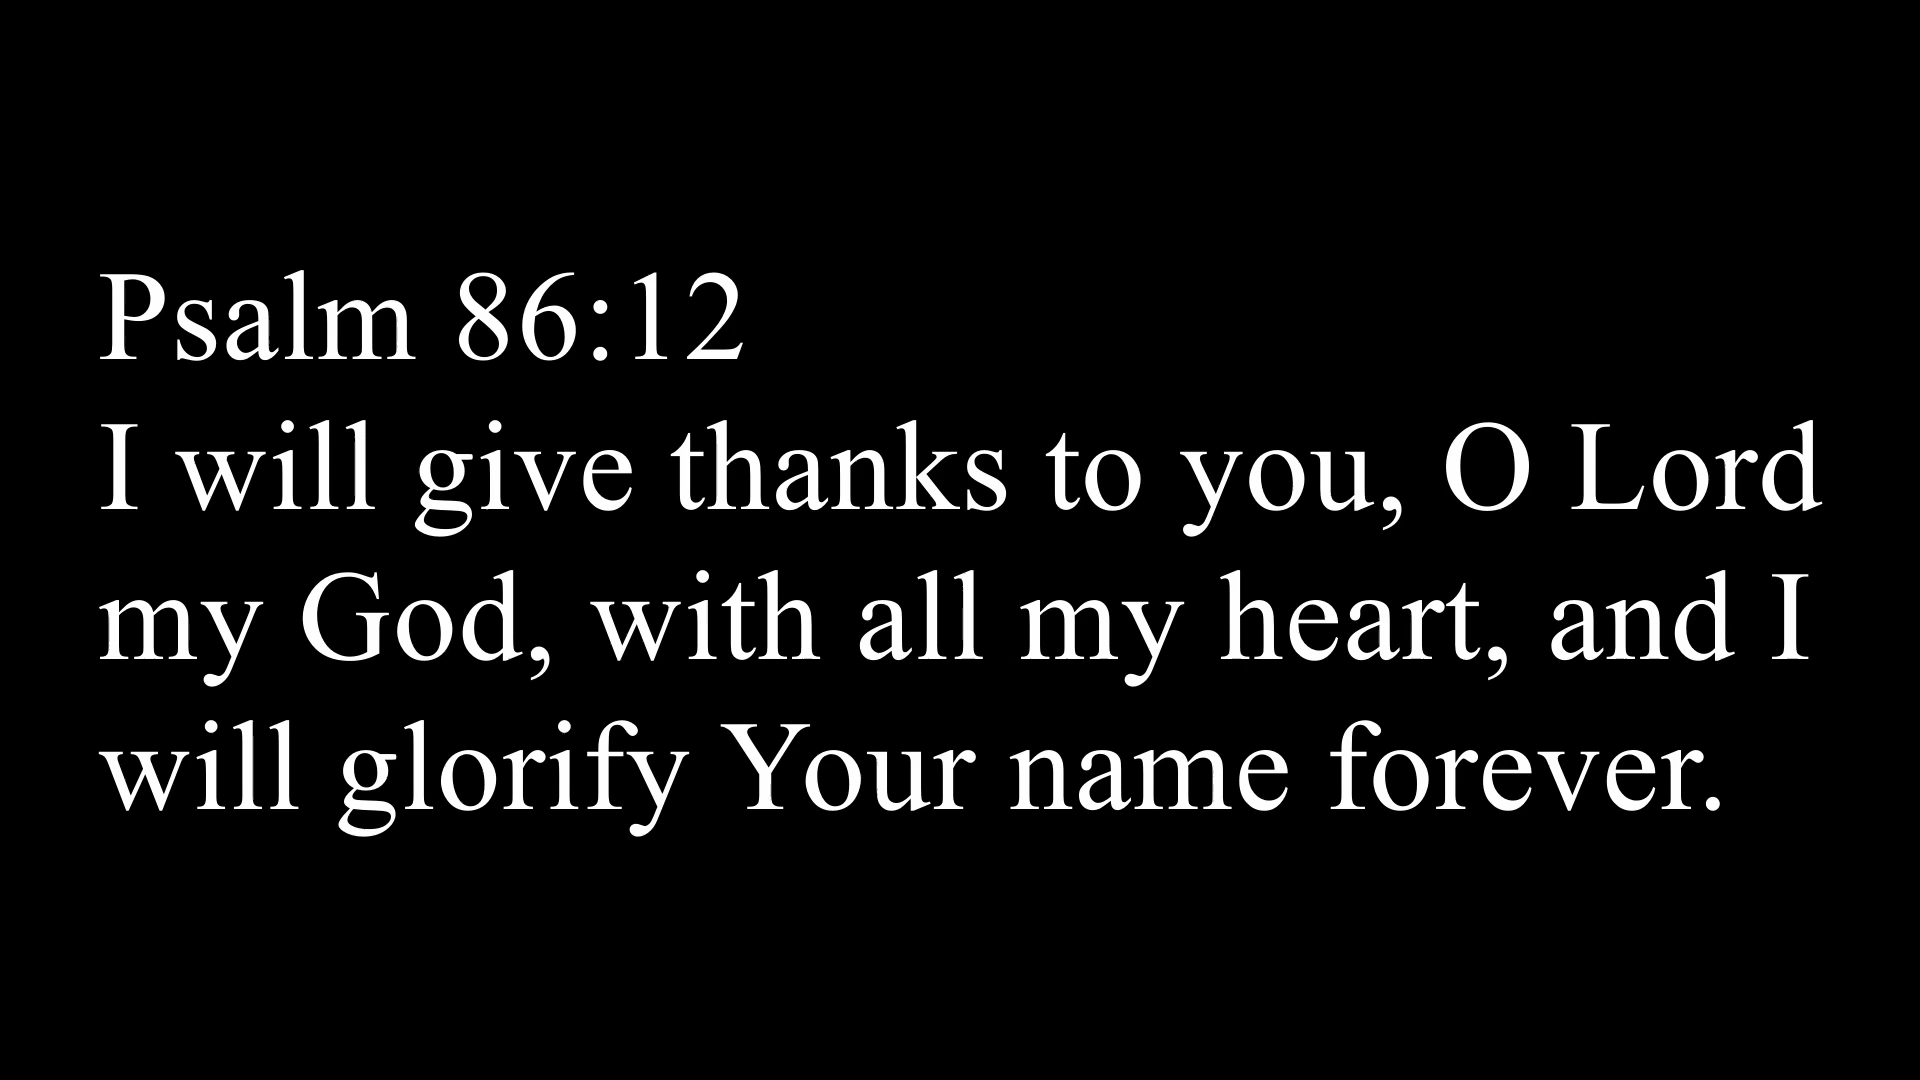 Psalm 86:12
I will give thanks to you, O Lord
my God, with all my heart, and I
will glorify Your name forever.